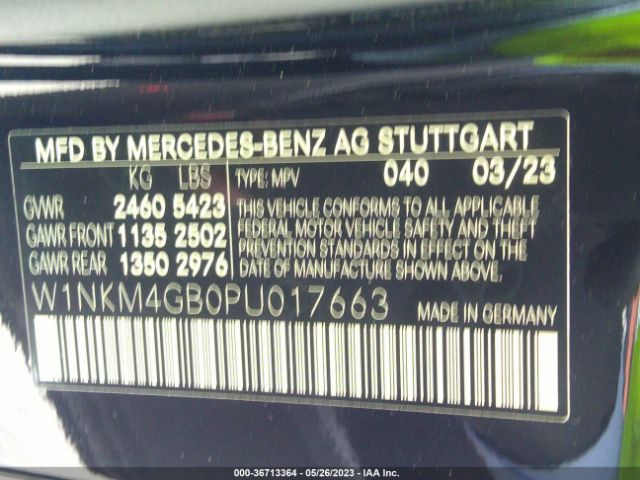 MFD BY MERCEDES-BENZ AG STUTTGART
KG LBS TYPE: MPV 040 03/23
GVWR 2460 5423 THIS VEHICLE CONFORMS TO ALL APPLICABLE
GAWR FRONT 1135 2502 FEDERAL MOTOR VEHICLE SAFETY AND THEFT
PREVENTION STANDARDS IN EFFECT ON THE
GAWR REAR 1350 2976 DATE OF MANUFACTURE SHOWN ABOVE.
W1NKM4GB0PU017663 MADE IN GERMANY
000-36713364 - 05/26/2023 - IAA Inc.